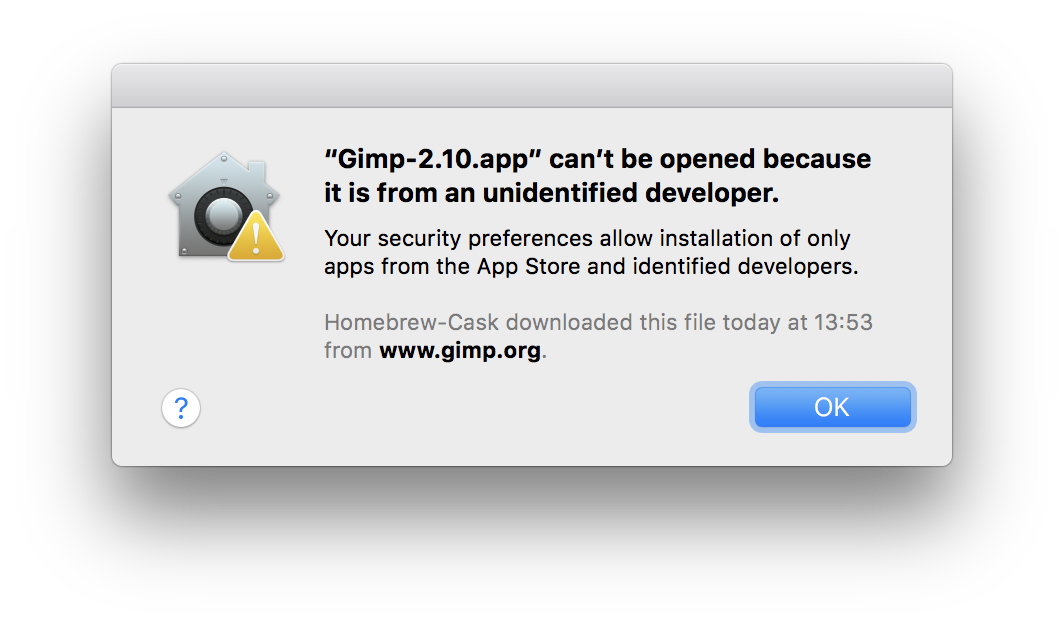 “Gimp-2.10.app” can’t be opened because
it is from an unidentified developer.
Your security preferences allow installation of only
apps from the App Store and identified developers.
Homebrew-Cask downloaded this file today at 13:53
from www.gimp.org.
?
OK